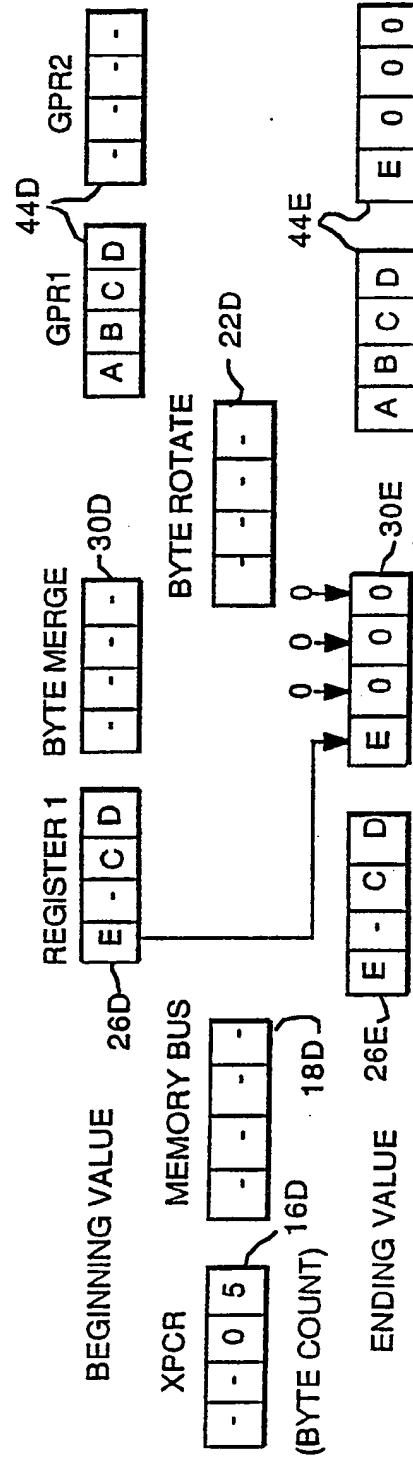 BEGINNING VALUE
REGISTER 1 BYTE MERGE GPR1 44D GPR2
E - C D - - - - A B C D - - - -
26D 30D
XPCR MEMORY BUS BYTE ROTATE
- - 0 5 - - - - - - - -
16D 18D 22D
(BYTE COUNT)
0 0 0
ENDING VALUE
26E 30E 44E
E - C D E 0 0 0 A B C D E 0 0 0